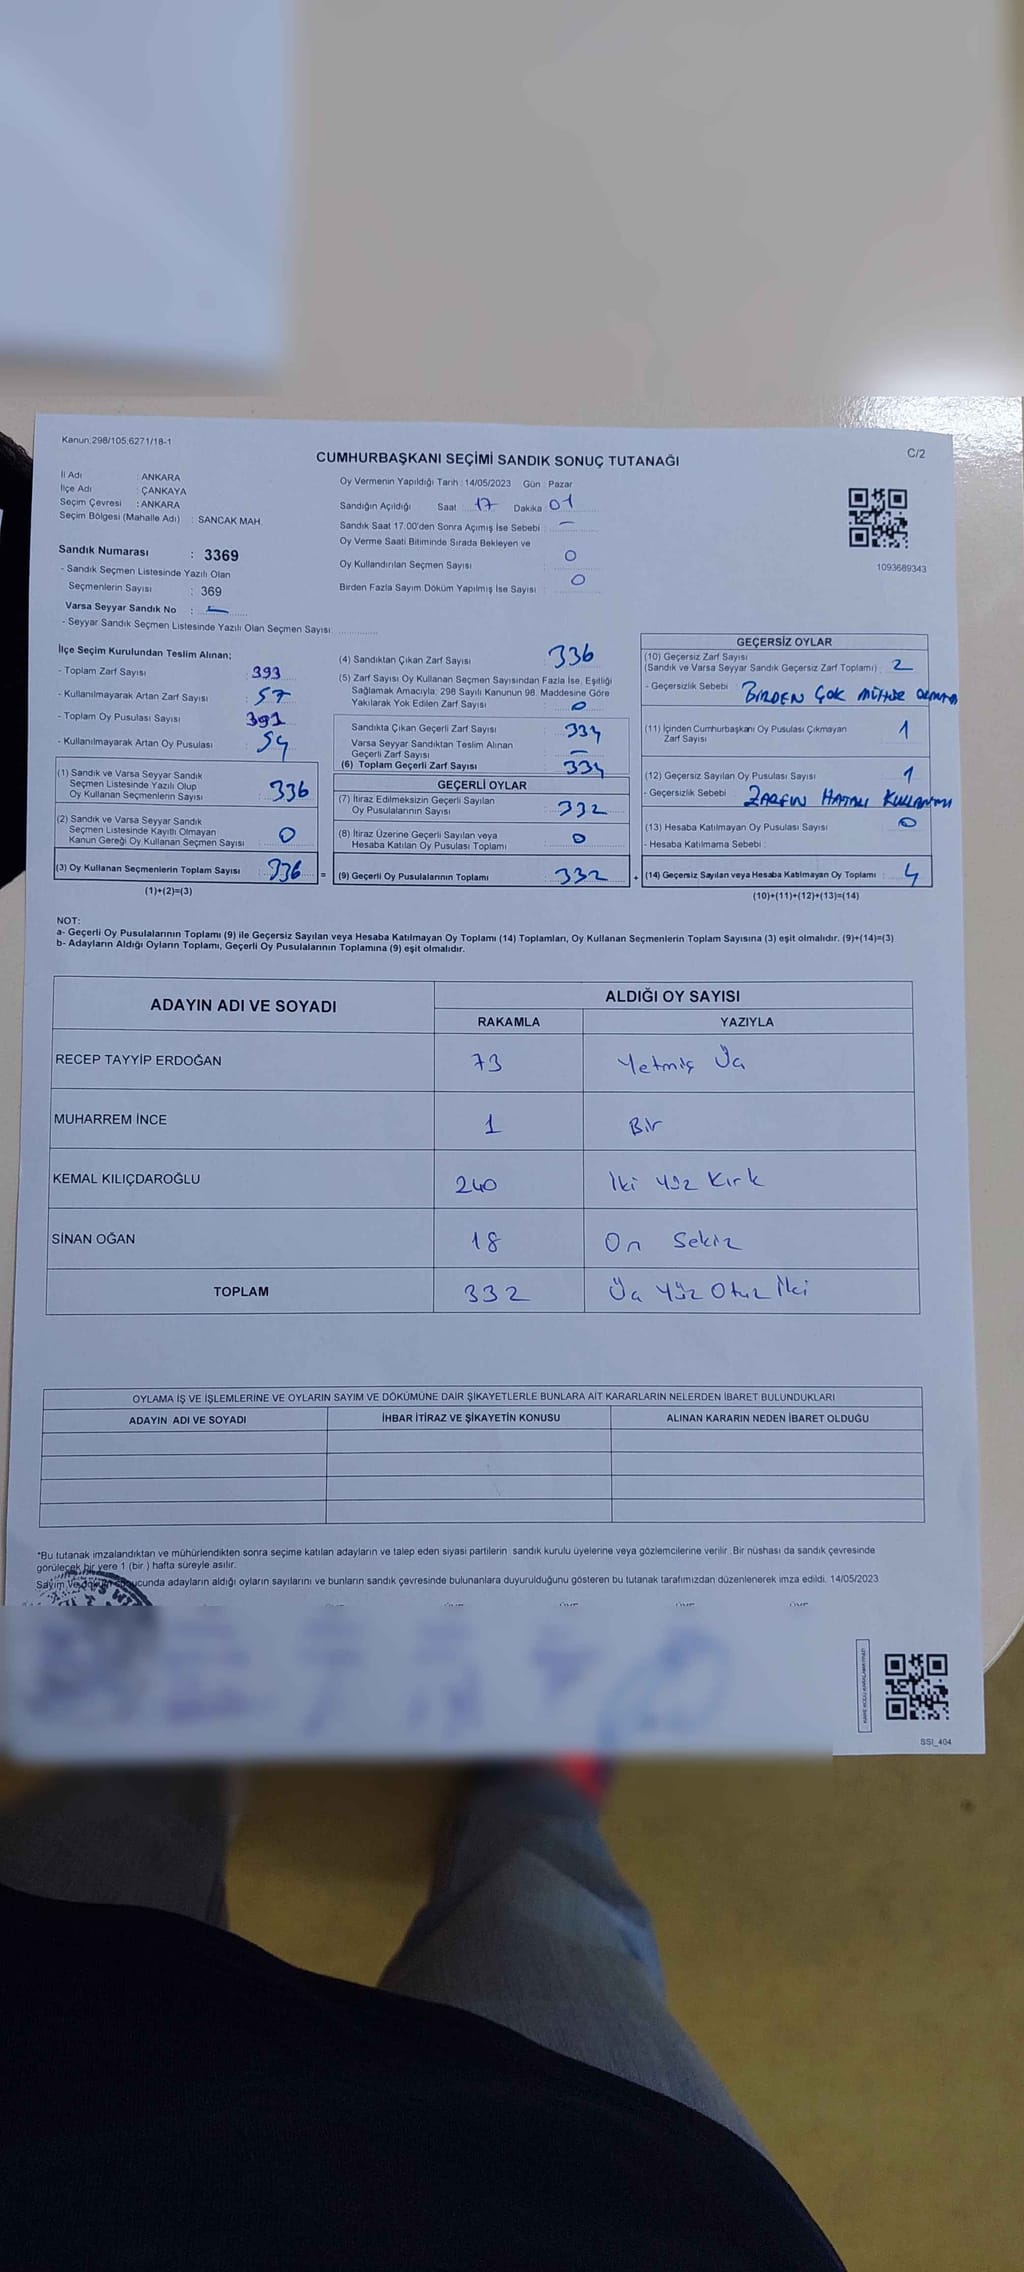 Kanun:298/105,6271/18-1
C/2
CUMHURBAŞKANI SEÇİMİ SANDIK SONUÇ TUTANAĞI
İl Adı : ANKARA
İlçe Adı : ÇANKAYA
Seçim Çevresi : ANKARA
Seçim Bölgesi (Mahalle Adı) : SANCAK MAH.
Sandık Numarası : 3369
- Sandık Seçmen Listesinde Yazılı Olan
Seçmenlerin Sayısı : 369
Varsa Seyyar Sandık No : -
- Seyyar Sandık Seçmen Listesinde Yazılı Olan Seçmen Sayısı:
Oy Vermenin Yapıldığı Tarih : 14/05/2023 Gün : Pazar
Sandığın Açıldığı Saat 17 Dakika 01
Sandık Saat 17:00'den Sonra Açımış İse Sebebi : -
Oy Verme Saati Bitiminde Sırada Bekleyen ve
Oy Kullandırılan Seçmen Sayısı : 0
Birden Fazla Sayım Döküm Yapılmış İse Sayısı : 0
1093689343
İlçe Seçim Kurulundan Teslim Alınan;
- Toplam Zarf Sayısı : 393
- Kullanılmayarak Artan Zarf Sayısı : 57
- Toplam Oy Pusulası Sayısı : 391
- Kullanılmayarak Artan Oy Pusulası : 54
(1) Sandık ve Varsa Seyyar Sandık
Seçmen Listesinde Yazılı Olup
Oy Kullanan Seçmenlerin Sayısı : 336
(2) Sandık ve Varsa Seyyar Sandık
Seçmen Listesinde Kayıtlı Olmayan
Kanun Gereği Oy Kullanan Seçmen Sayısı : 0
(3) Oy Kullanan Seçmenlerin Toplam Sayısı : 336 =
(1)+(2)=(3)
(4) Sandıktan Çıkan Zarf Sayısı : 336
(5) Zarf Sayısı Oy Kullanan Seçmen Sayısından Fazla İse, Eşitliği
Sağlamak Amacıyla; 298 Sayılı Kanunun 98. Maddesine Göre
Yakılarak Yok Edilen Zarf Sayısı : 0
Sandıkta Çıkan Geçerli Zarf Sayısı : 334
Varsa Seyyar Sandıktan Teslim Alınan
Geçerli Zarf Sayısı : -
(6) Toplam Geçerli Zarf Sayısı : 334
GEÇERLİ OYLAR
(7) İtiraz Edilmeksizin Geçerli Sayılan
Oy Pusulalarının Sayısı : 332
(8) İtiraz Üzerine Geçerli Sayılan veya
Hesaba Katılan Oy Pusulası Toplamı : 0
(9) Geçerli Oy Pusulalarının Toplamı : 332 +
GEÇERSİZ OYLAR
(10) Geçersiz Zarf Sayısı
(Sandık ve Varsa Seyyar Sandık Geçersiz Zarf Toplamı) : 2
- Geçersizlik Sebebi : BİRDEN ÇOK MÜHÜR OLMASI
(11) İçinden Cumhurbaşkanı Oy Pusulası Çıkmayan
Zarf Sayısı : 1
(12) Geçersiz Sayılan Oy Pusulası Sayısı : 1
- Geçersizlik Sebebi : ZARFIN HATALI KULLANIMI
(13) Hesaba Katılmayan Oy Pusulası Sayısı : 0
- Hesaba Katılmama Sebebi :
(14) Geçersiz Sayılan veya Hesaba Katılmayan Oy Toplamı : 4
(10)+(11)+(12)+(13)=(14)
NOT:
a- Geçerli Oy Pusulalarının Toplamı (9) ile Geçersiz Sayılan veya Hesaba Katılmayan Oy Toplamı (14) Toplamları, Oy Kullanan Seçmenlerin Toplam Sayısına (3) eşit olmalıdır. (9)+(14)=(3)
b- Adayların Aldığı Oyların Toplamı, Geçerli Oy Pusulalarının Toplamına (9) eşit olmalıdır.
ADAYIN ADI VE SOYADI ALDIĞI OY SAYISI
RAKAMLA YAZIYLA
RECEP TAYYİP ERDOĞAN 73 Yetmiş Üç
MUHARREM İNCE 1 Bir
KEMAL KILIÇDAROĞLU 240 İki yüz Kırk
SİNAN OĞAN 18 On Sekiz
TOPLAM 332 Üç Yüz Otuz İki
OYLAMA İŞ VE İŞLEMLERİNE VE OYLARIN SAYIM VE DÖKÜMÜNE DAİR ŞİKAYETLERLE BUNLARA AİT KARARLARIN NELERDEN İBARET BULUNDUKLARI
ADAYIN ADI VE SOYADI İHBAR İTİRAZ VE ŞİKAYETİN KONUSU ALINAN KARARIN NEDEN İBARET OLDUĞU
*Bu tutanak imzalandıktan ve mühürlendikten sonra seçime katılan adayların ve talep eden siyasi partilerin sandık kurulu üyelerine veya gözlemcilerine verilir. Bir nüshası da sandık çevresinde
görülecek bir yere 1 (bir ) hafta süreyle asılır.
Sayım ve adayların aldığı oyların sayılarını ve bunların sandık çevresinde bulunanlara duyurulduğunu gösteren bu tutanak tarafımızdan düzenlenerek imza edildi. 14/05/2023
SSI_404